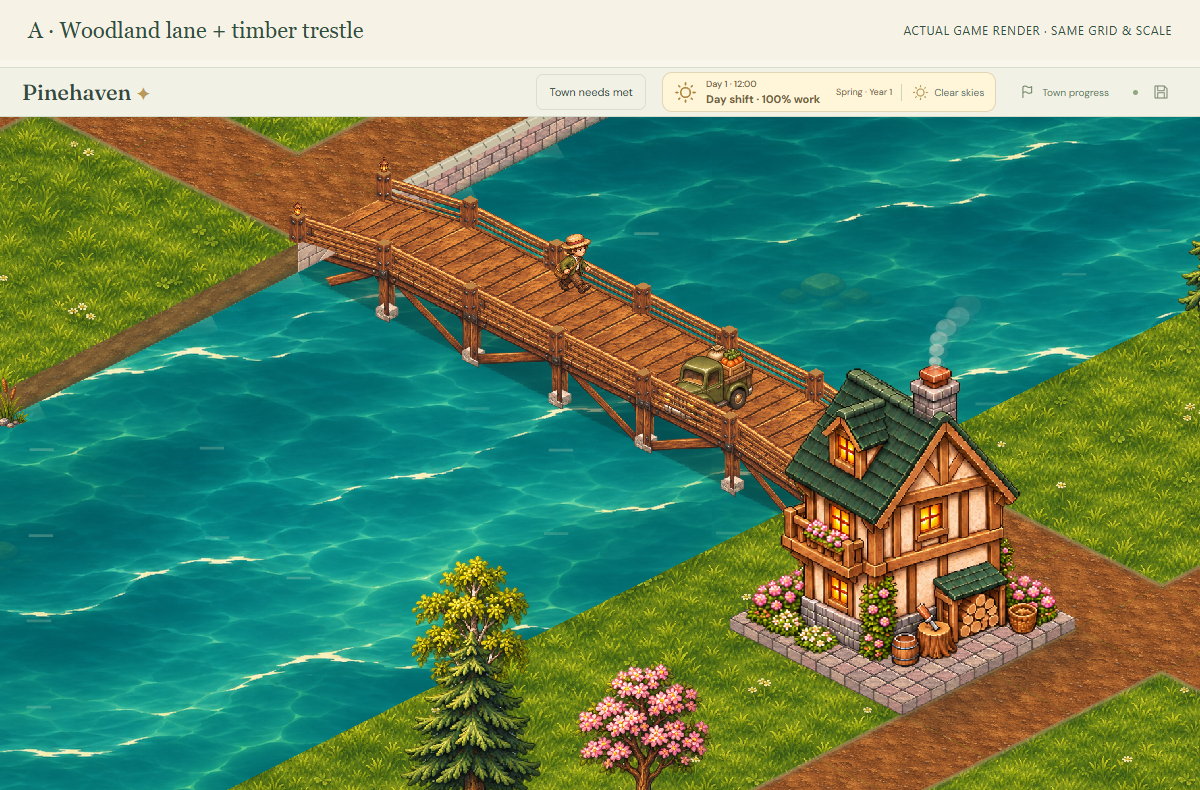 A · Woodland lane + timber trestle
ACTUAL GAME RENDER · SAME GRID & SCALE
Pinehaven
Town needs met
Day 1 · 12:00
Day shift · 100% work
Spring · Year 1
Clear skies
Town progress